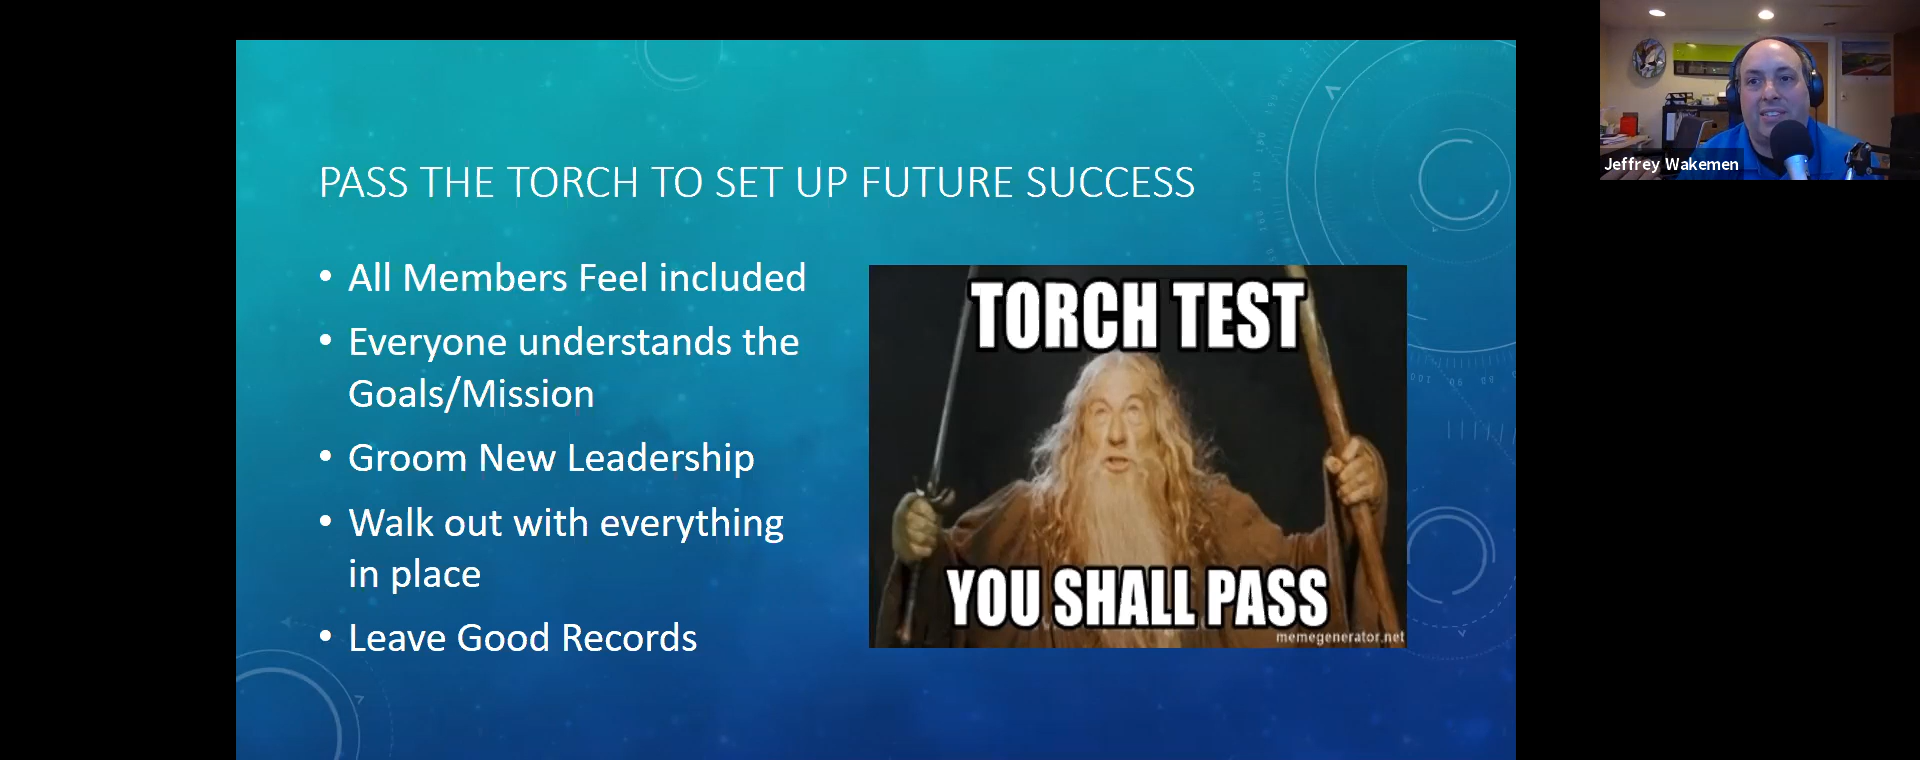 PASS THE TORCH TO SET UP FUTURE SUCCESS
• All Members Feel included
• Everyone understands the
Goals/Mission
• Groom New Leadership
• Walk out with everything
in place
• Leave Good Records
TORCH TEST
YOU SHALL PASS
memegenerator.net
Jeffrey Wakemen